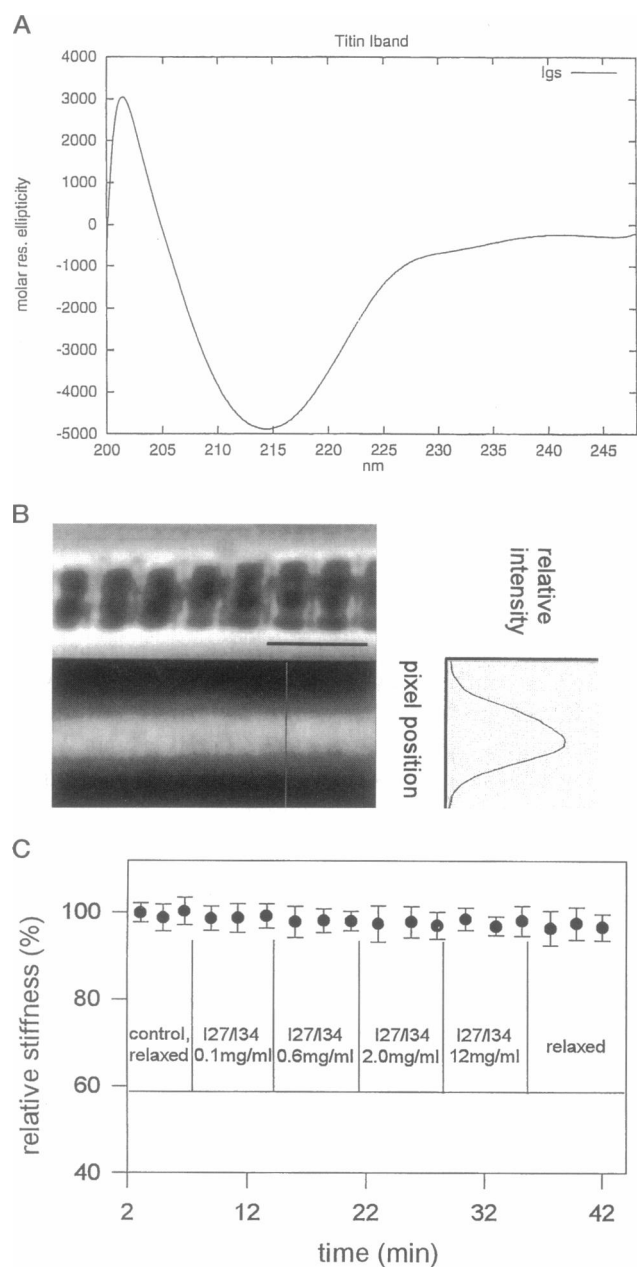 A
Titin Iband
Igs
4000
3000
2000
1000
0
-1000
-2000
-3000
-4000
-5000
molar res. ellipticity
200 205 210 215 220 225 230 235 240 245
nm
B
relative intensity
pixel position
C
100
80
60
40
relative stiffness (%)
control, relaxed
I27/I34 0.1mg/ml
I27/I34 0.6mg/ml
I27/I34 2.0mg/ml
I27/I34 12mg/ml
relaxed
2 12 22 32 42
time (min)